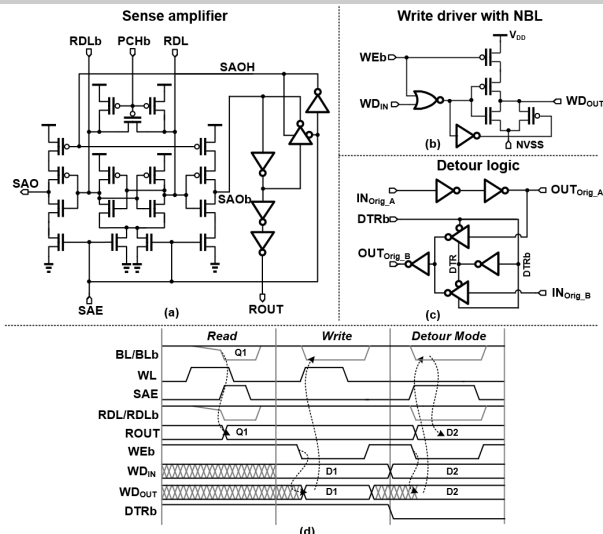 Sense amplifier
RDLb PCHb RDL
SAOH
SAO
SAOb
SAE
ROUT
(a)
Write driver with NBL
VDD
WEb
WDIN
WDOUT
NVSS
(b)
Detour logic
INOrig_A
OUTOrig_A
DTRb
OUTOrig_B
DTR
DTRb
INOrig_B
(c)
Read Write Detour Mode
BL/BLb Q1
WL
SAE
RDL/RDLb
ROUT Q1 D2
WEb
WDIN D1 D2
WDOUT D1 D2
DTRb
(d)